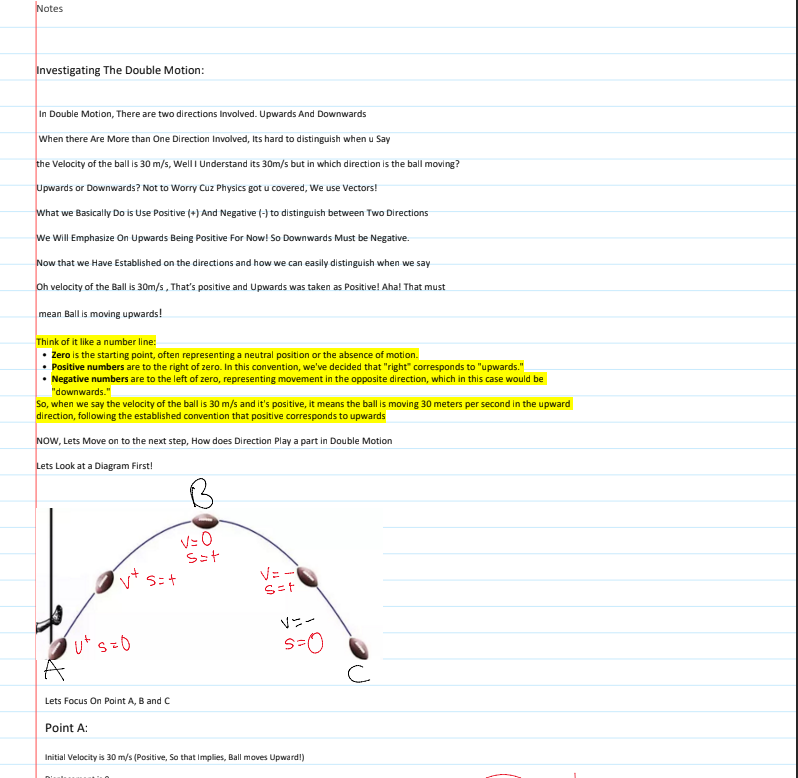 Notes
Investigating The Double Motion:
In Double Motion, There are two directions Involved. Upwards And Downwards
When there Are More than One Direction Involved, Its hard to distinguish when u Say
the Velocity of the ball is 30 m/s, Well I Understand its 30m/s but in which direction is the ball moving?
Upwards or Downwards? Not to Worry Cuz Physics got u covered, We use Vectors!
What we Basically Do is Use Positive (+) And Negative (-) to distinguish between Two Directions
We Will Emphasize On Upwards Being Positive For Now! So Downwards Must be Negative.
Now that we Have Established on the directions and how we can easily distinguish when we say
Oh velocity of the Ball is 30m/s , That's positive and Upwards was taken as Positive! Aha! That must
mean Ball is moving upwards!
Think of it like a number line:
• Zero is the starting point, often representing a neutral position or the absence of motion.
• Positive numbers are to the right of zero. In this convention, we've decided that "right" corresponds to "upwards."
• Negative numbers are to the left of zero, representing movement in the opposite direction, which in this case would be
"downwards."
So, when we say the velocity of the ball is 30 m/s and it's positive, it means the ball is moving 30 meters per second in the upward
direction, following the established convention that positive corresponds to upwards
NOW, Lets Move on to the next step, How does Direction Play a part in Double Motion
Lets Look at a Diagram First!
B
V=0
S=+
V+ S=+
V=-
S=+
V=-
U+ S=0
S=0
A
C
Lets Focus On Point A, B and C
Point A:
Initial Velocity is 30 m/s (Positive, So that Implies, Ball moves Upward!)